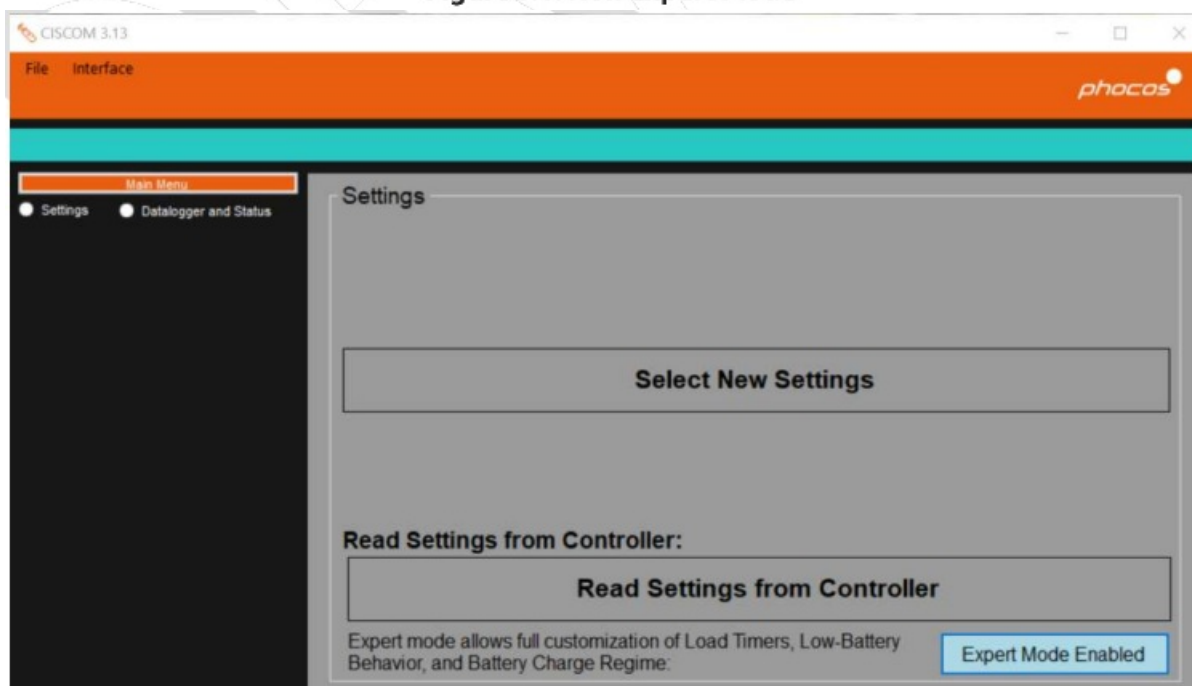 CISCOM 3.13
File Interface
phocos
Main Menu
Settings Datalogger and Status
Settings
Select New Settings
Read Settings from Controller:
Read Settings from Controller
Expert mode allows full customization of Load Timers, Low-Battery
Behavior, and Battery Charge Regime:
Expert Mode Enabled